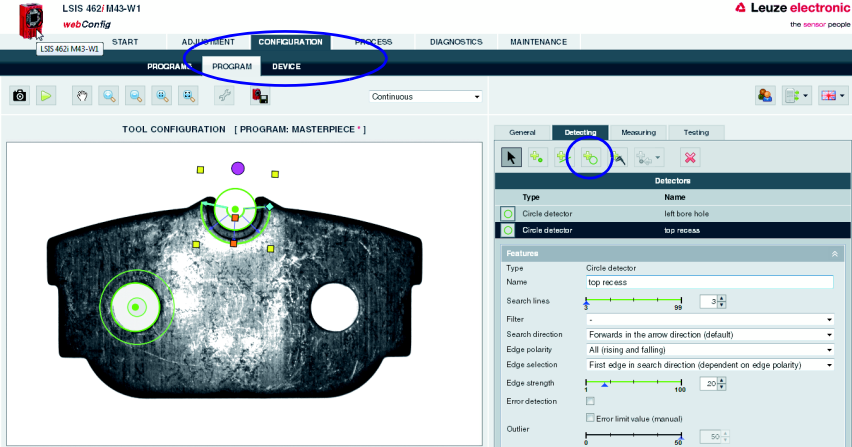 LSIS 462i M43-W1
webConfig
Leuze electronic
the sensor people
LSIS 462i M43-W1
START ADJUSTMENT CONFIGURATION PROCESS DIAGNOSTICS MAINTENANCE
PROGRAMS PROGRAM DEVICE
Continuous
TOOL CONFIGURATION [ PROGRAM: MASTERPIECE * ]
General Detecting Measuring Testing
Detectors
Type Name
Circle detector left bore hole
Circle detector top recess
Features
Type Circle detector
Name top recess
Search lines 3 99 3
Filter -
Search direction Forwards in the arrow direction (default)
Edge polarity All (rising and falling)
Edge selection First edge in search direction (dependent on edge polarity)
Edge strength 1 100 20
Error detection
Error limit value (manual)
Outlier 0 50 50